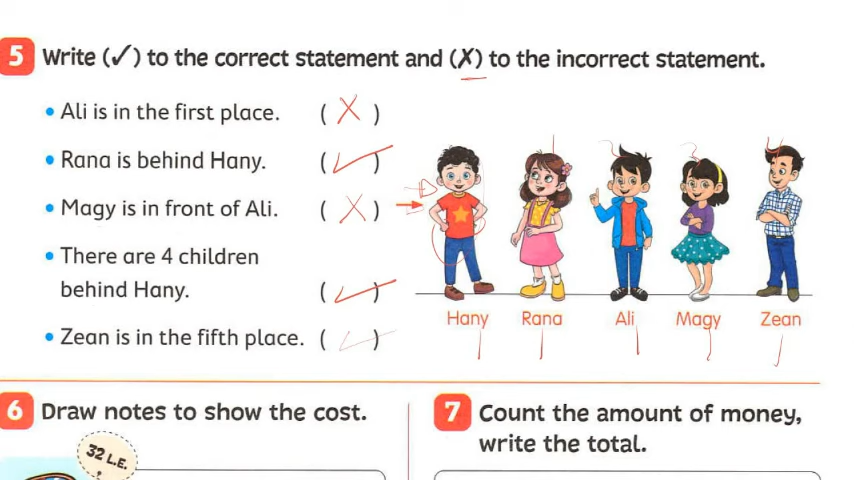 5 Write (✓) to the correct statement and (✗) to the incorrect statement.
• Ali is in the first place. ( X )
• Rana is behind Hany. ( ✓ )
• Magy is in front of Ali. ( X )
• There are 4 children
behind Hany. ( ✓ )
• Zean is in the fifth place. ( ✓ )
Hany Rana Ali Magy Zean
6 Draw notes to show the cost.
32 L.E.
7 Count the amount of money,
write the total.